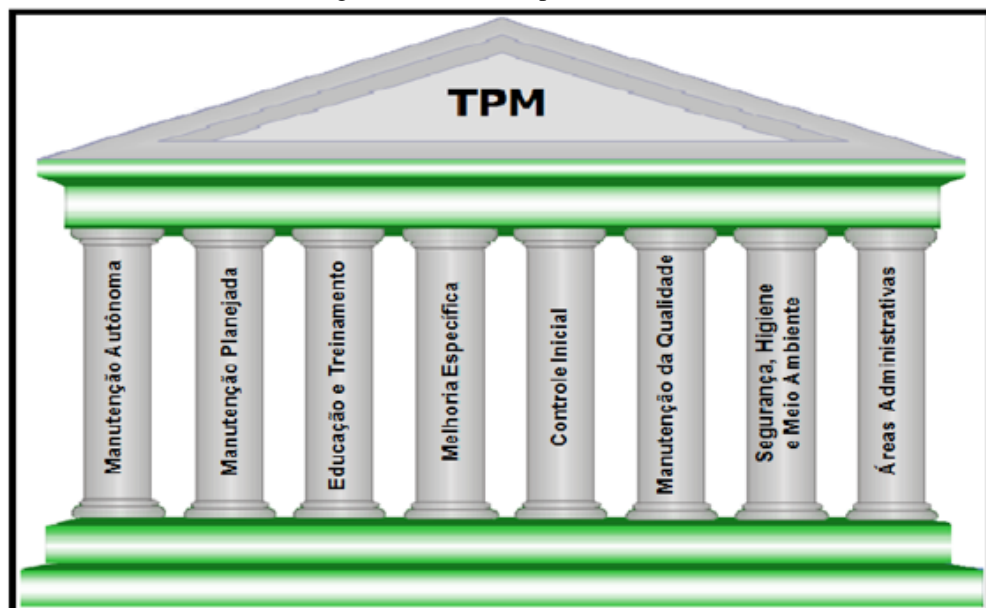 TPM
Manutenção Autônoma
Manutenção Planejada
Educação e Treinamento
Melhoria Específica
Controle Inicial
Manutenção da Qualidade
Segurança, Higiene
e Meio Ambiente
Áreas Administrativas